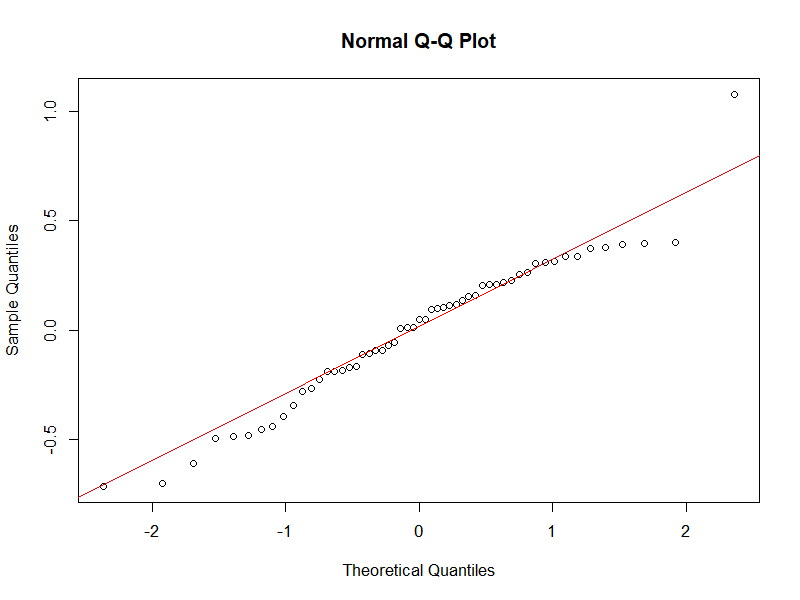 Normal Q-Q Plot
1.0
0.5
0.0
-0.5
Sample Quantiles
-2 -1 0 1 2
Theoretical Quantiles